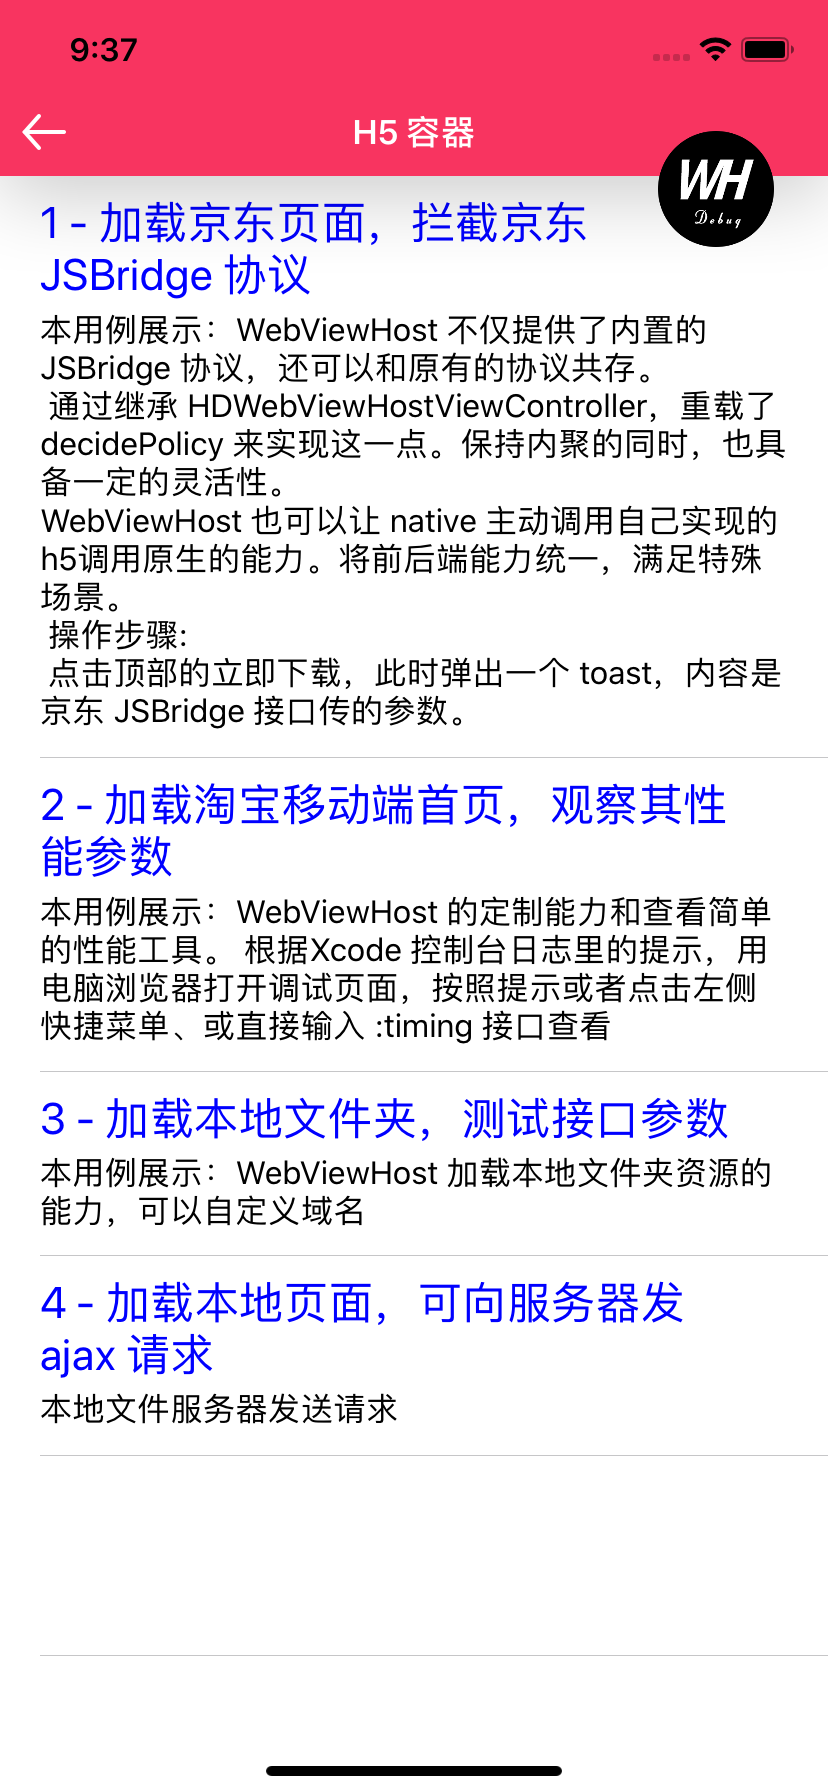 9:37
H5 容器
WH
Debug
1 - 加载京东页面，拦截京东
JSBridge 协议
本用例展示：WebViewHost 不仅提供了内置的
JSBridge 协议，还可以和原有的协议共存。
通过继承 HDWebViewHostViewController，重载了
decidePolicy 来实现这一点。保持内聚的同时，也具
备一定的灵活性。
WebViewHost 也可以让 native 主动调用自己实现的
h5调用原生的能力。将前后端能力统一，满足特殊
场景。
操作步骤:
点击顶部的立即下载，此时弹出一个 toast，内容是
京东 JSBridge 接口传的参数。
2 - 加载淘宝移动端首页，观察其性
能参数
本用例展示：WebViewHost 的定制能力和查看简单
的性能工具。 根据Xcode 控制台日志里的提示，用
电脑浏览器打开调试页面，按照提示或者点击左侧
快捷菜单、或直接输入 :timing 接口查看
3 - 加载本地文件夹，测试接口参数
本用例展示：WebViewHost 加载本地文件夹资源的
能力，可以自定义域名
4 - 加载本地页面，可向服务器发
ajax 请求
本地文件服务器发送请求